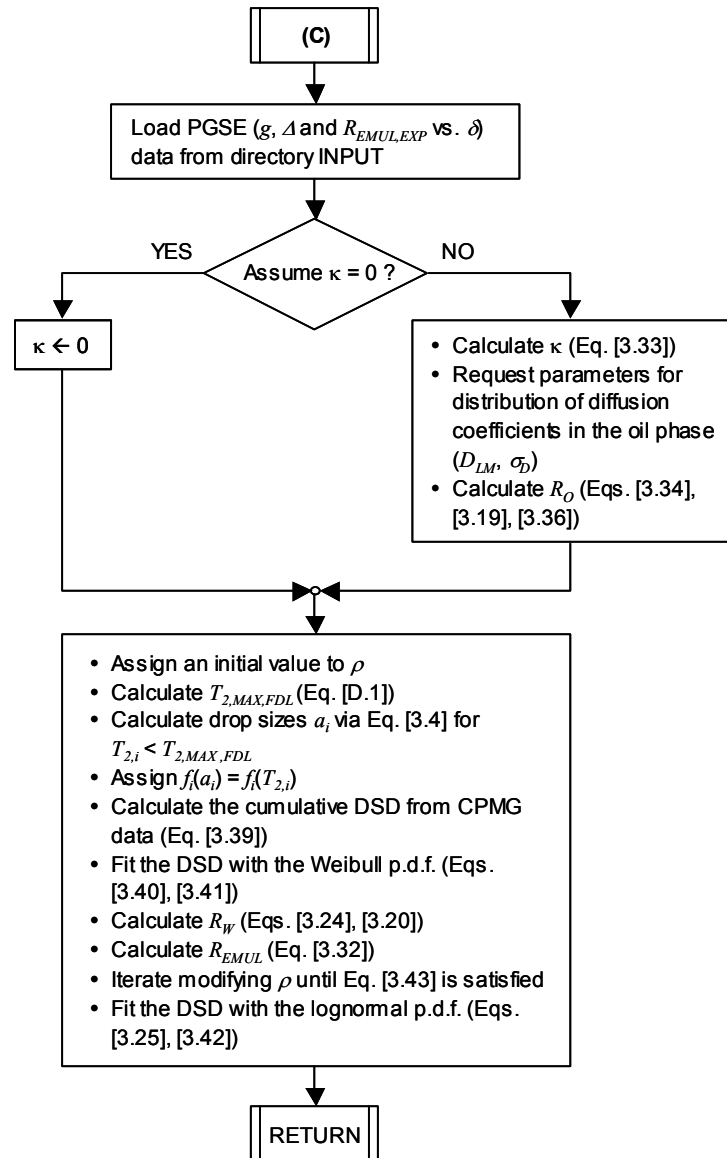 (C)
Load PGSE (g, Δ and R_EMUL,EXP vs. δ)
data from directory INPUT
YES
NO
Assume κ = 0 ?
κ ← 0
• Calculate κ (Eq. [3.33])
• Request parameters for
distribution of diffusion
coefficients in the oil phase
(D_LM, σ_D)
• Calculate R_O (Eqs. [3.34],
[3.19], [3.36])
• Assign an initial value to ρ
• Calculate T_2,MAX,FDL (Eq. [D.1])
• Calculate drop sizes a_i via Eq. [3.4] for
T_2,i < T_2,MAX,FDL
• Assign f_i(a_i) = f_i(T_2,i)
• Calculate the cumulative DSD from CPMG
data (Eq. [3.39])
• Fit the DSD with the Weibull p.d.f. (Eqs.
[3.40], [3.41])
• Calculate R_W (Eqs. [3.24], [3.20])
• Calculate R_EMUL (Eq. [3.32])
• Iterate modifying ρ until Eq. [3.43] is satisfied
• Fit the DSD with the lognormal p.d.f. (Eqs.
[3.25], [3.42])
RETURN